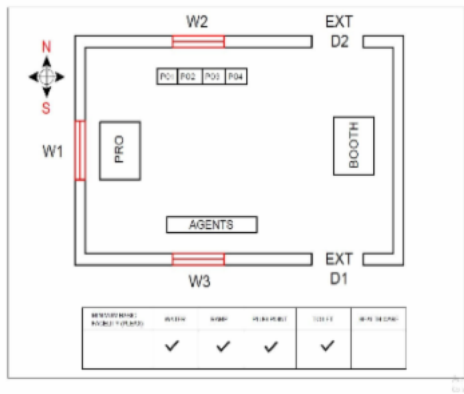 W2
EXT
D2
N
S
PO1 PO2 PO3 PO4
W1
PRO
BOOTH
AGENTS
W3
EXT
D1
WATER
RAMP
TOILET